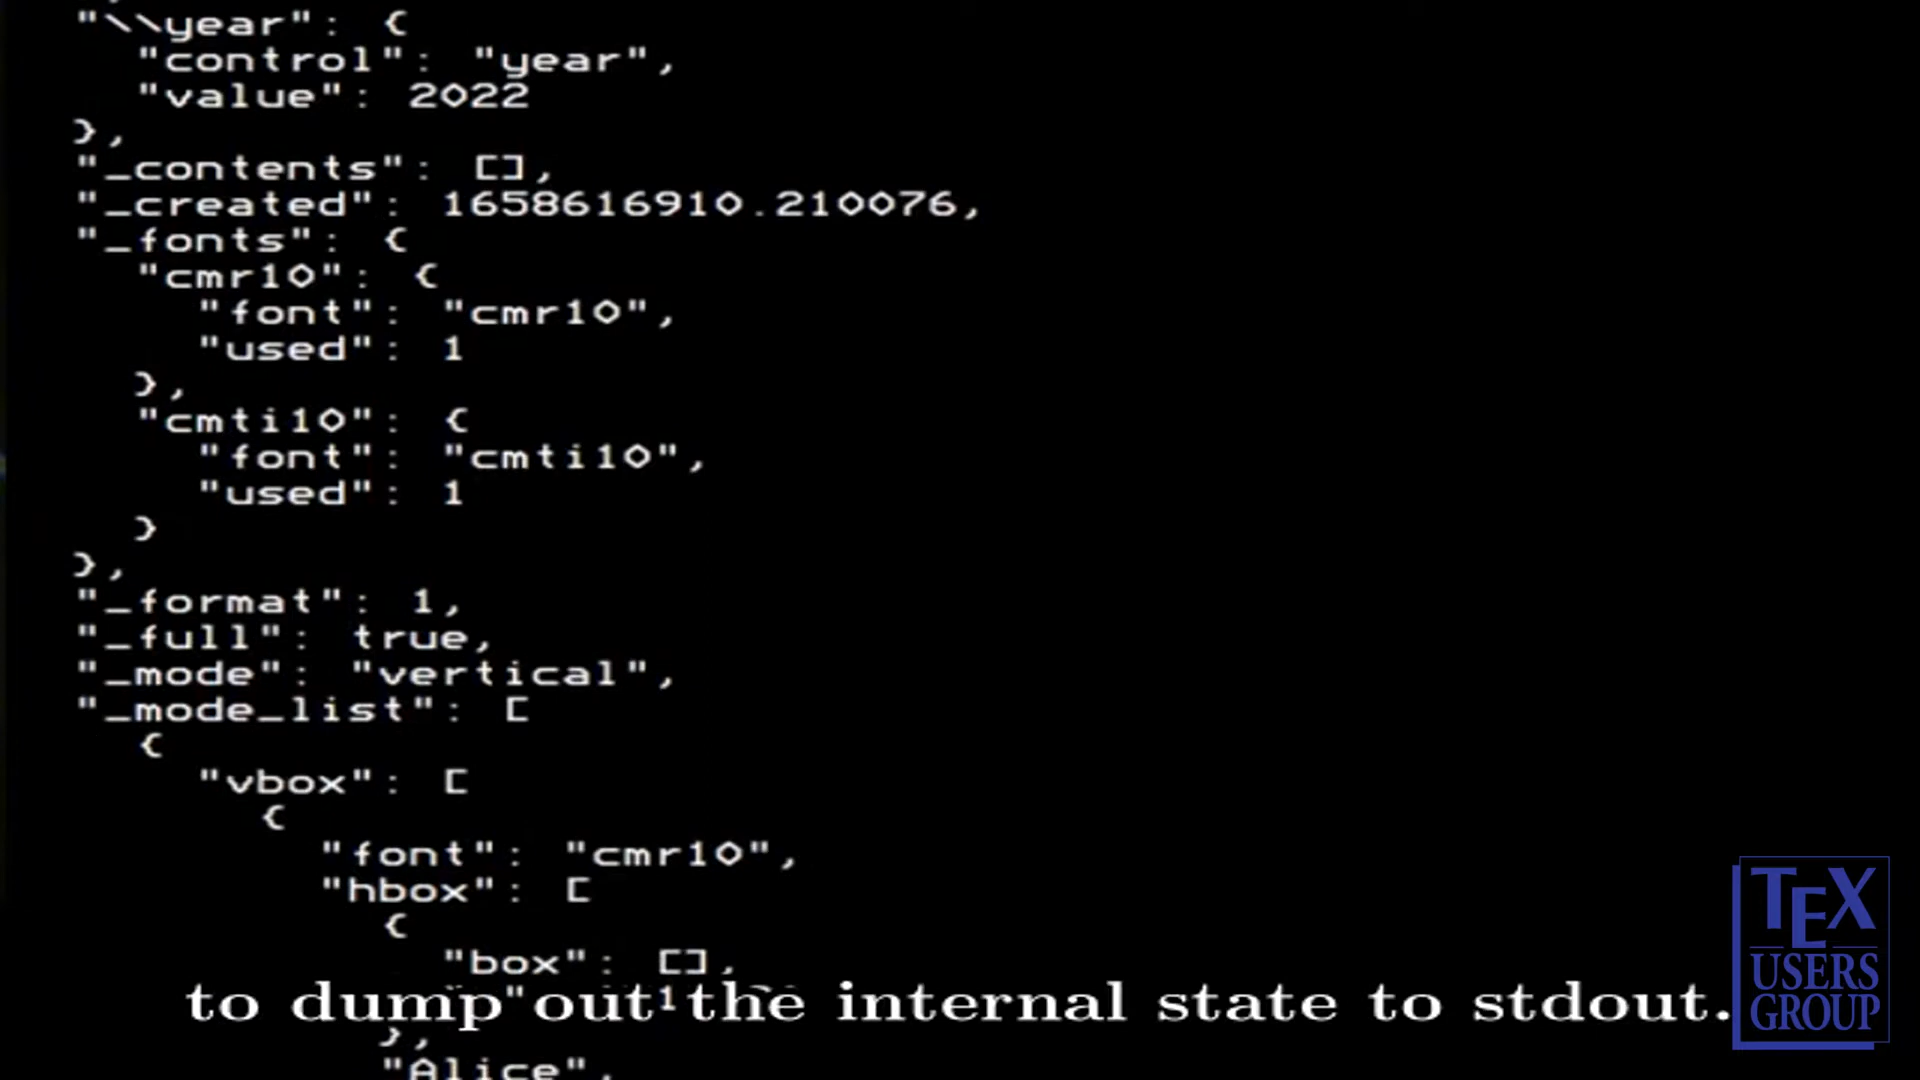 "\\year": {
"control": "year",
"value": 2022
},
"_contents": [],
"_created": 1658616910.210076,
"_fonts": {
"cmr10": {
"font": "cmr10",
"used": 1
},
"cmti10": {
"font": "cmti10",
"used": 1
}
},
"_format": 1,
"_full": true,
"_mode": "vertical",
"_mode_list": [
{
"vbox": [
{
"font": "cmr10",
"hbox": [
{
"box": [],
to dump out the internal state to stdout.
},
"Alice",
TEX
USERS
GROUP